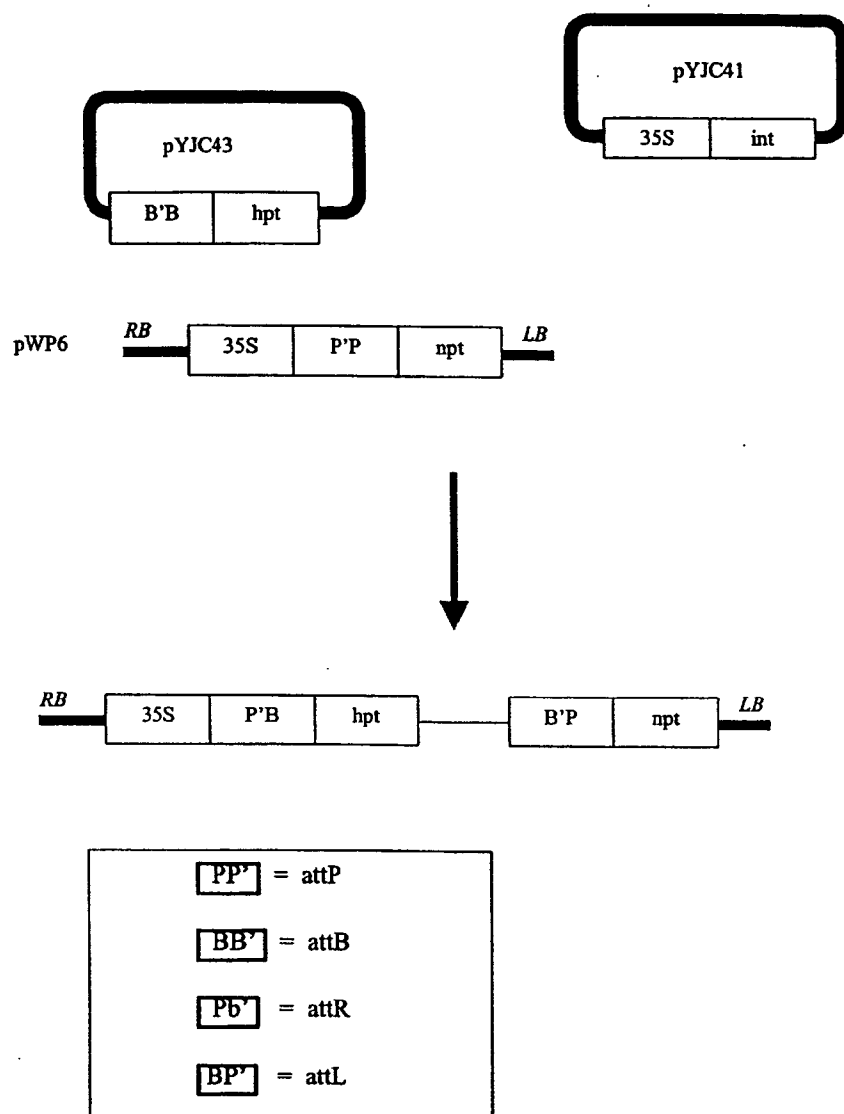 pYJC41
35S int
pYJC43
B'B hpt
pWP6 RB 35S P'P npt LB
RB 35S P'B hpt B'P npt LB
PP' = attP
BB' = attB
Pb' = attR
BP' = attL